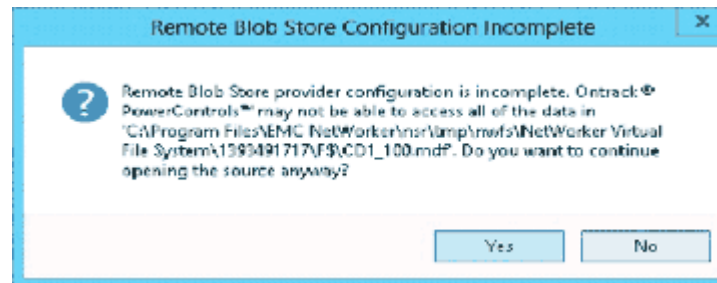 Remote Blob Store Configuration Incomplete
Remote Blob Store provider configuration is incomplete. Ontrack®
PowerControls™ may not be able to access all of the data in
'C:\Program Files\EMC NetWorker\nsr\tmp\nwfs\NetWorker Virtual
File System\1393491717\F$\CD1_100.mdf'. Do you want to continue
opening the source anyway?
Yes
No